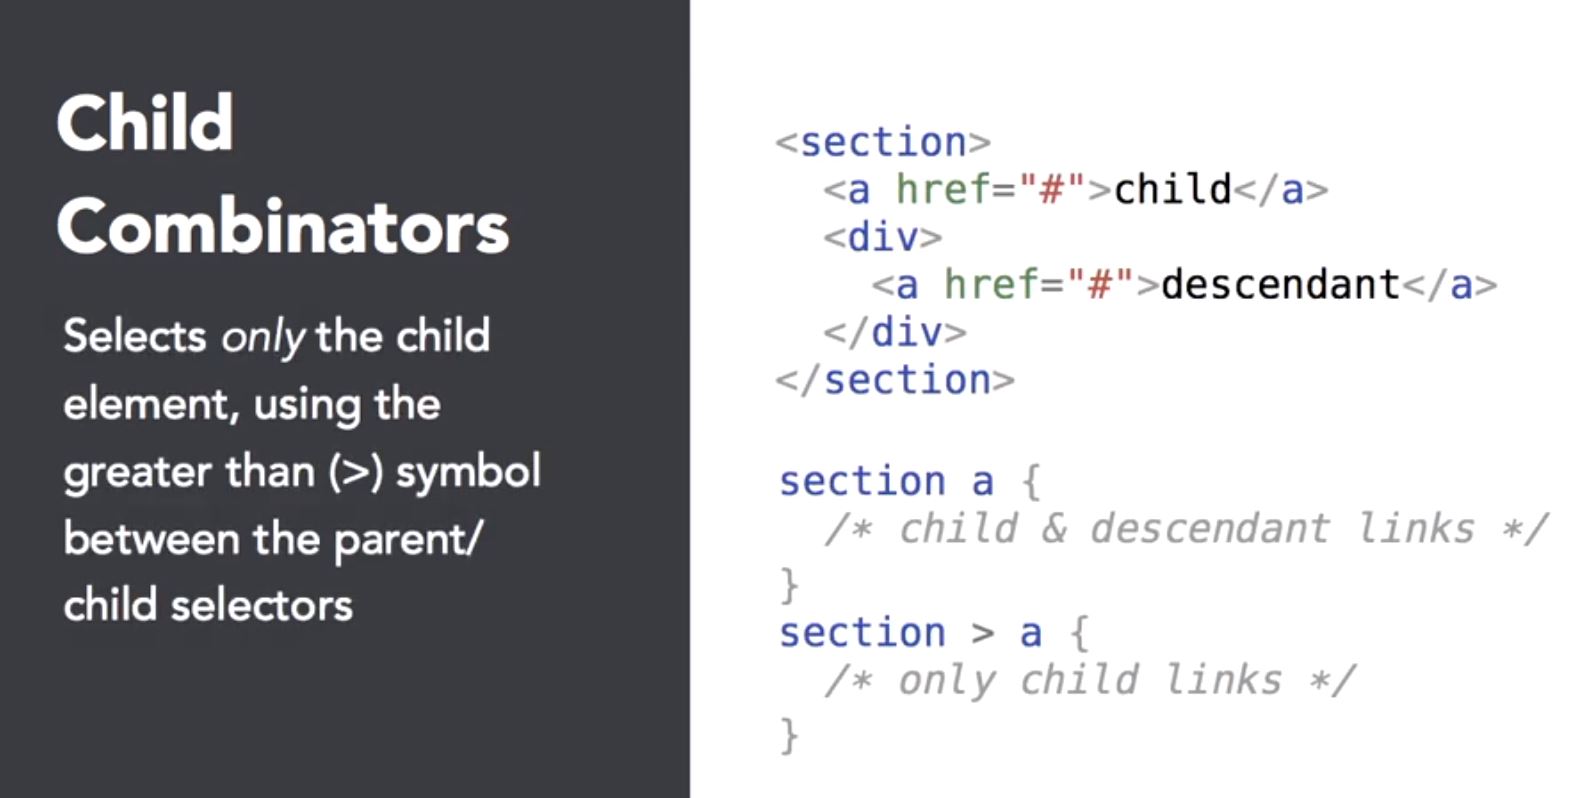 Child
Combinators
Selects only the child
element, using the
greater than (>) symbol
between the parent/
child selectors
<section>
  <a href="#">child</a>
  <div>
    <a href="#">descendant</a>
  </div>
</section>
section a {
  /* child & descendant links */
}
section > a {
  /* only child links */
}